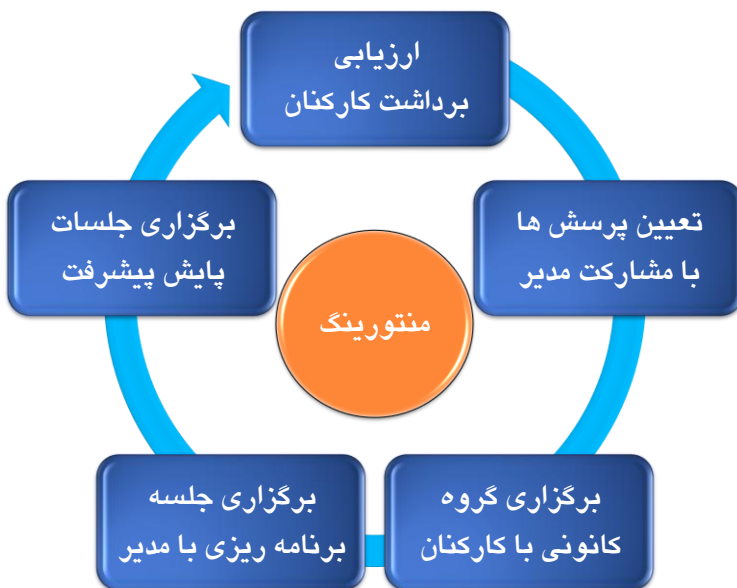 ارزیابی
برداشت کارکنان
تعیین پرسش ها
با مشارکت مدیر
برگزاری گروه
کانونی با کارکنان
برگزاری جلسه
برنامه ریزی با مدیر
برگزاری جلسات
پایش پیشرفت
منتورینگ